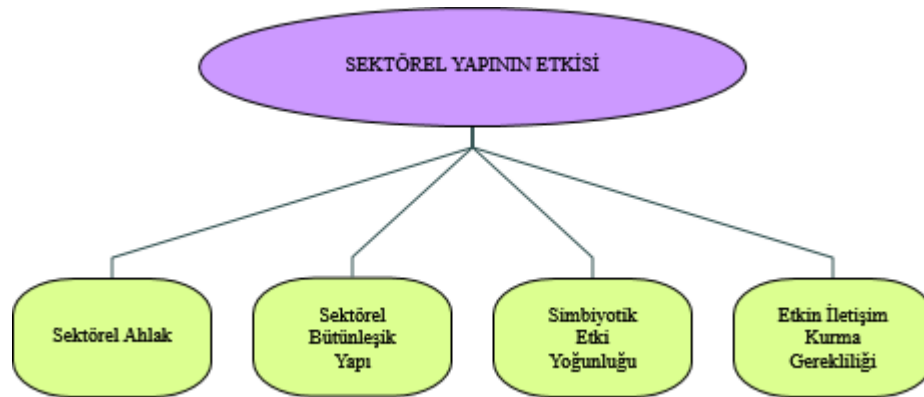 SEKTÖREL YAPININ ETKİSİ
Sektörel Ahlak
Sektörel
Bütünleşik
Yapı
Simbiyotik
Etki
Yoğunluğu
Etkin İletişim
Kurma
Gerekliliği